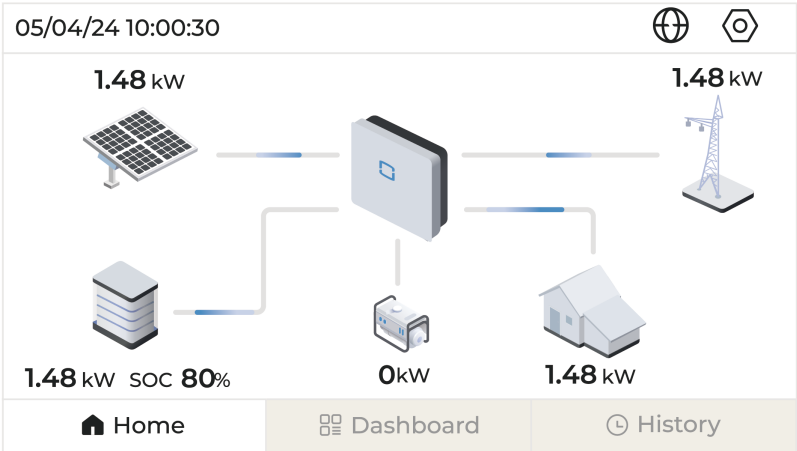 05/04/24 10:00:30
1.48 kW
1.48 kW
1.48 kW SOC 80%
0kW
1.48 kW
Home
Dashboard
History